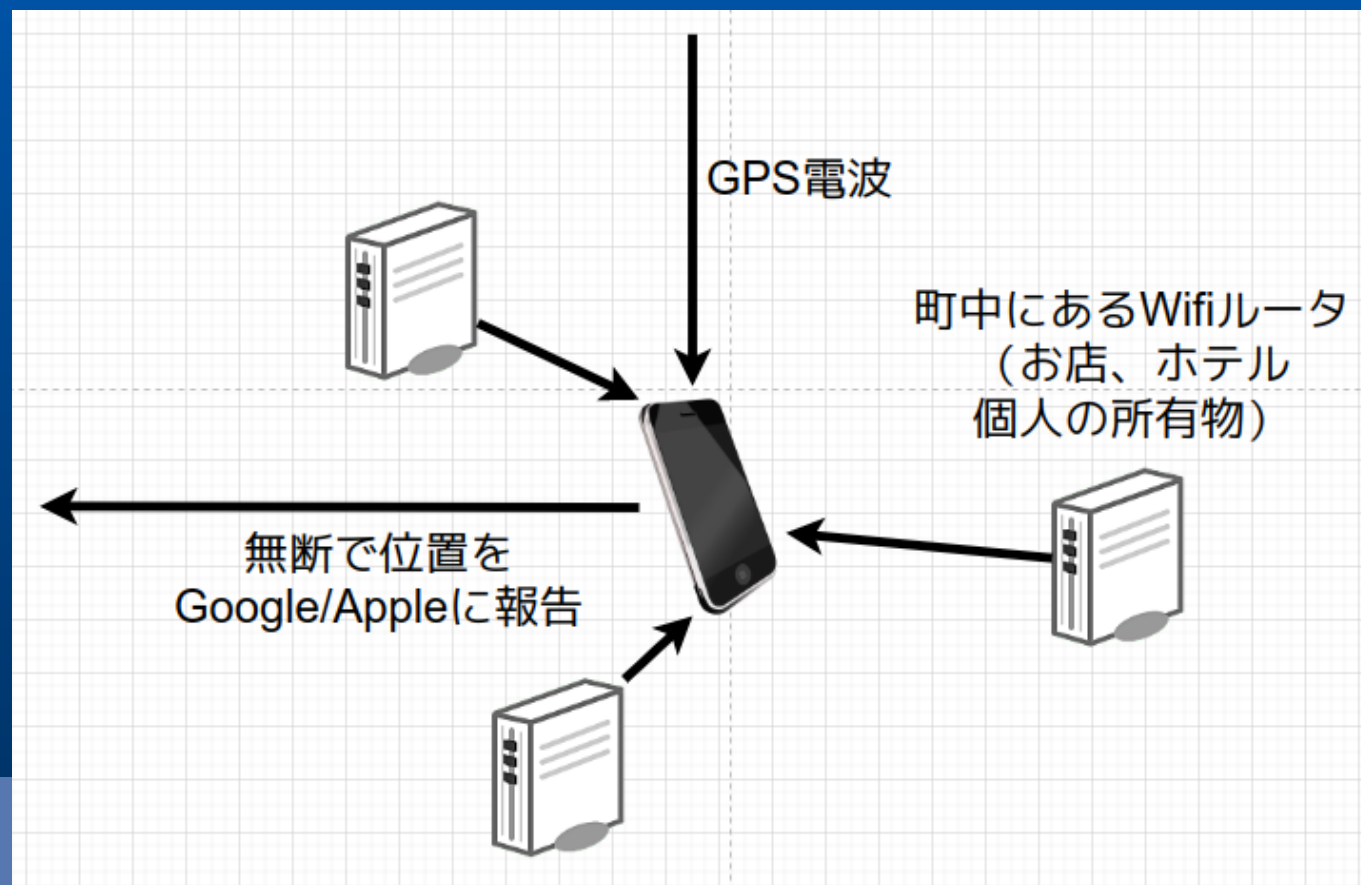 GPS電波
町中にあるWifiルータ
（お店、ホテル
個人の所有物）
無断で位置を
Google/Appleに報告